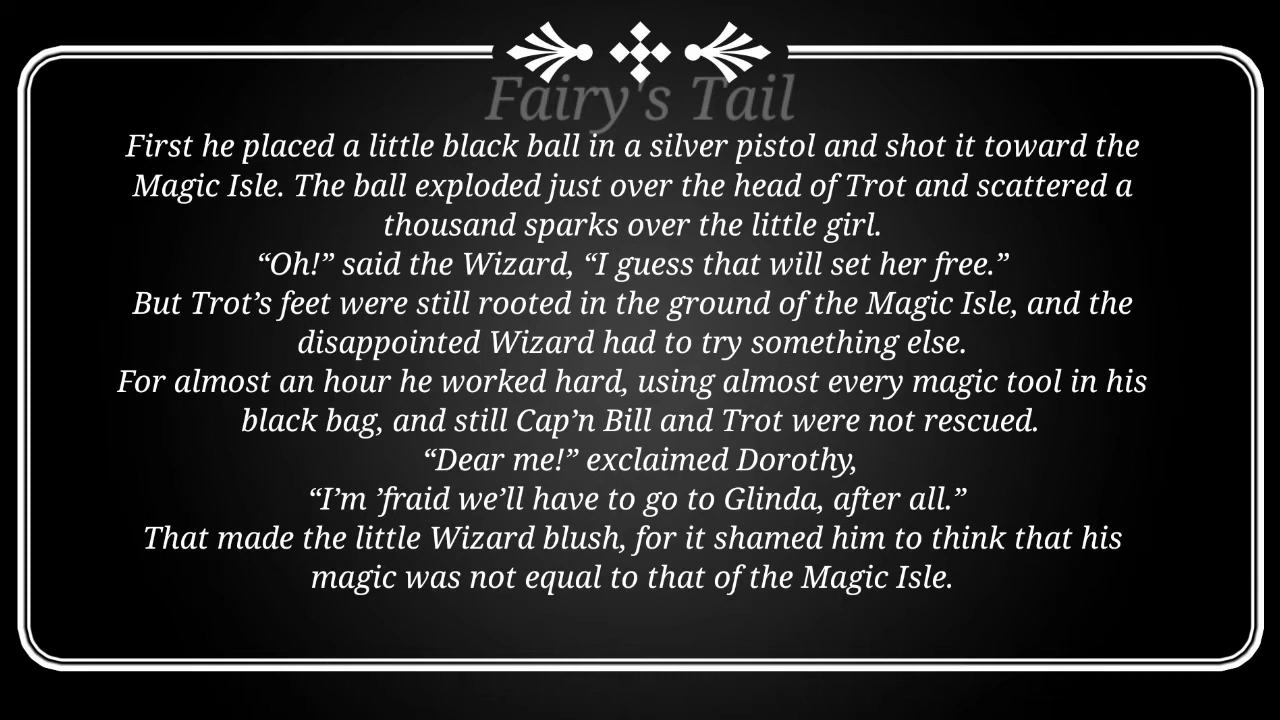 Fairy's Tail
First he placed a little black ball in a silver pistol and shot it toward the
Magic Isle. The ball exploded just over the head of Trot and scattered a
thousand sparks over the little girl.
“Oh!” said the Wizard, “I guess that will set her free.”
But Trot’s feet were still rooted in the ground of the Magic Isle, and the
disappointed Wizard had to try something else.
For almost an hour he worked hard, using almost every magic tool in his
black bag, and still Cap’n Bill and Trot were not rescued.
“Dear me!” exclaimed Dorothy,
“I’m ’fraid we’ll have to go to Glinda, after all.”
That made the little Wizard blush, for it shamed him to think that his
magic was not equal to that of the Magic Isle.